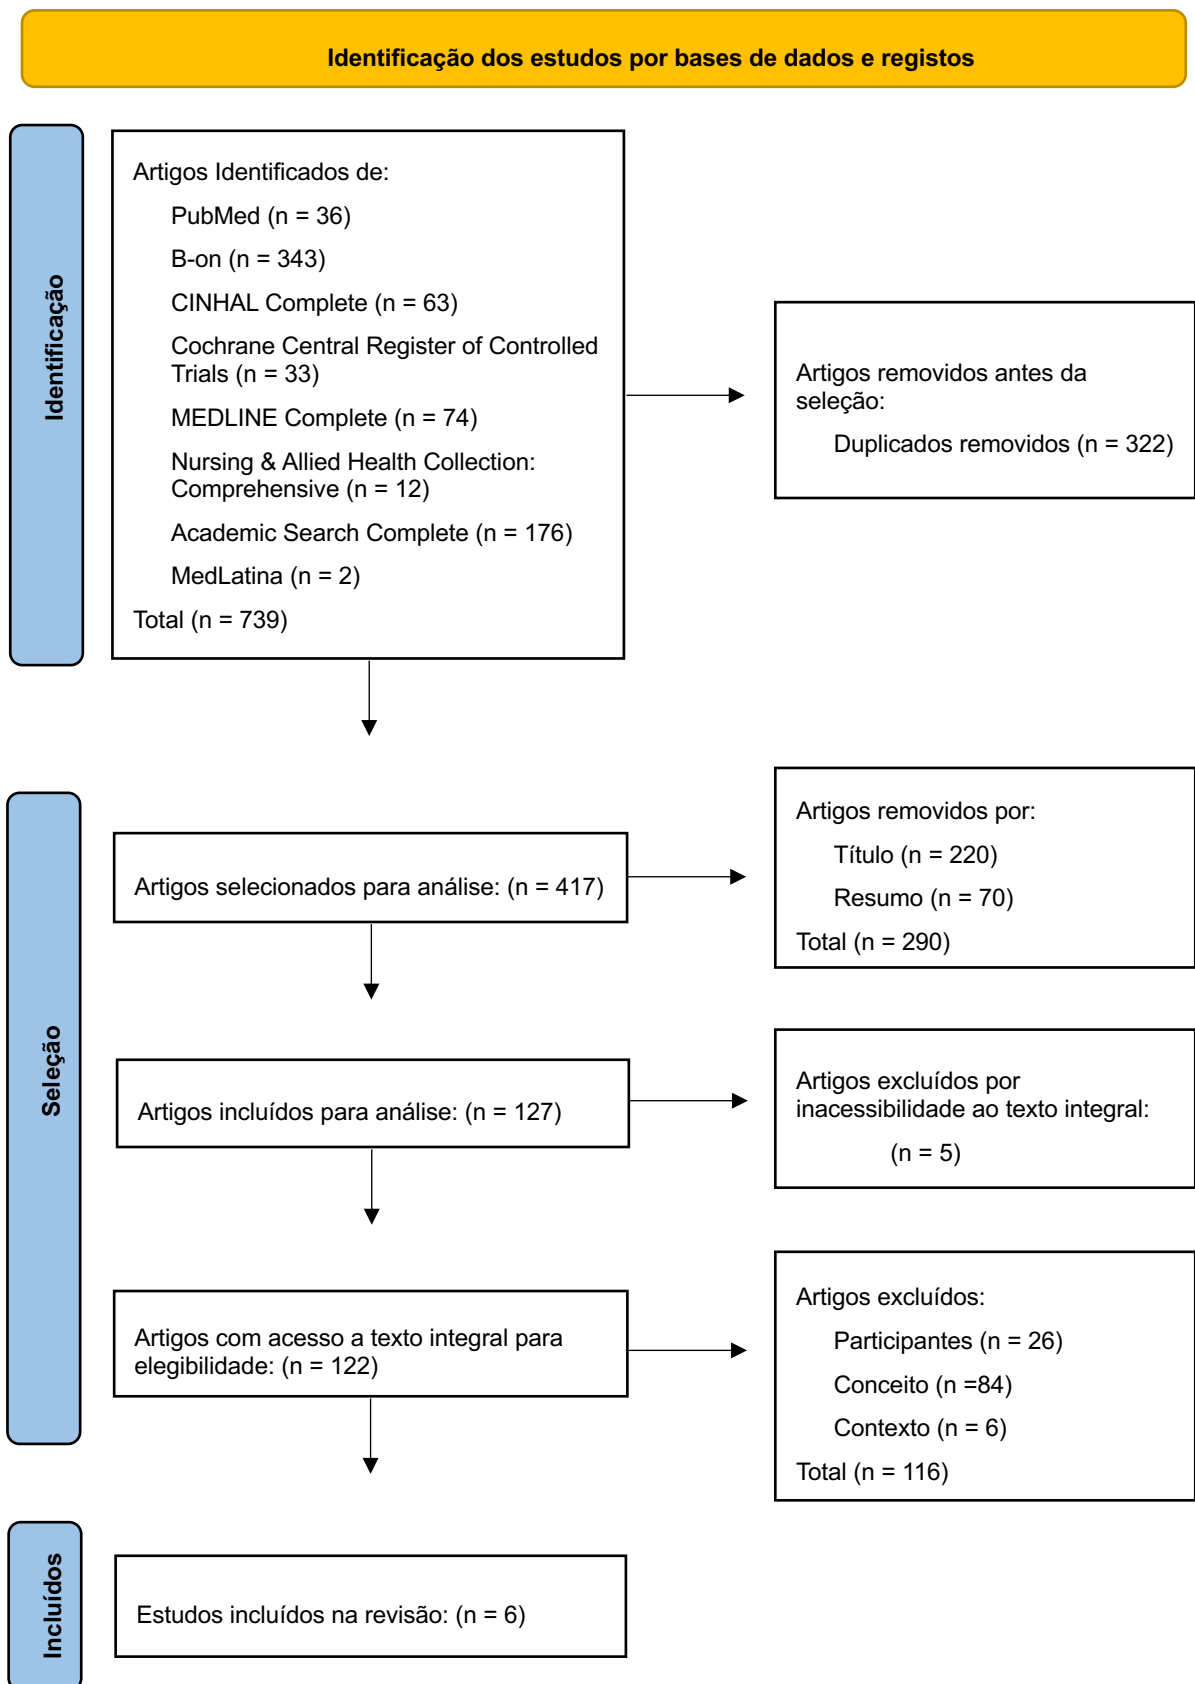 Identificação dos estudos por bases de dados e registos
Identificação
Artigos Identificados de:
PubMed (n = 36)
B-on (n = 343)
CINHAL Complete (n = 63)
Cochrane Central Register of Controlled
Trials (n = 33)
MEDLINE Complete (n = 74)
Nursing & Allied Health Collection:
Comprehensive (n = 12)
Academic Search Complete (n = 176)
MedLatina (n = 2)
Total (n = 739)
Artigos removidos antes da
seleção:
Duplicados removidos (n = 322)
Seleção
Artigos selecionados para análise: (n = 417)
Artigos removidos por:
Título (n = 220)
Resumo (n = 70)
Total (n = 290)
Artigos incluídos para análise: (n = 127)
Artigos excluídos por
inacessibilidade ao texto integral:
(n = 5)
Artigos com acesso a texto integral para
elegibilidade: (n = 122)
Artigos excluídos:
Participantes (n = 26)
Conceito (n =84)
Contexto (n = 6)
Total (n = 116)
Incluídos
Estudos incluídos na revisão: (n = 6)